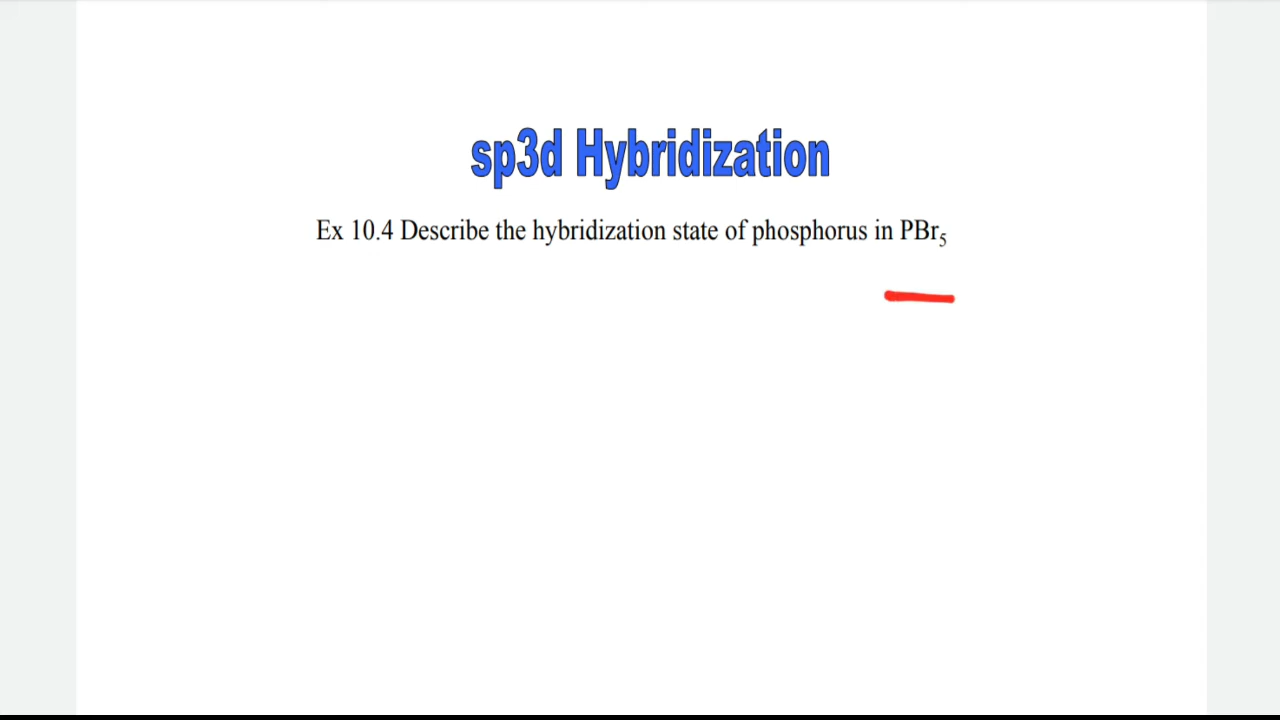 sp3d Hybridization
Ex 10.4 Describe the hybridization state of phosphorus in PBr₅